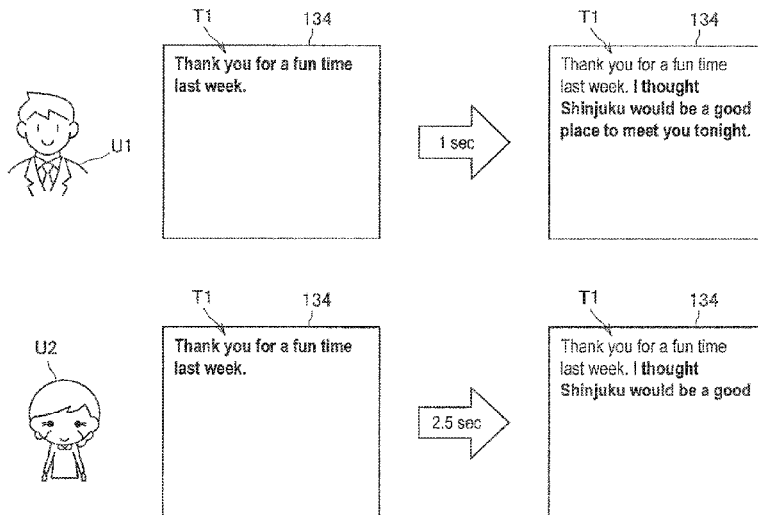 T1
134
T1
134
Thank you for a fun time
last week.
Thank you for a fun time
last week. I thought
Shinjuku would be a good
place to meet you tonight.
U1
1 sec
T1
134
T1
134
U2
Thank you for a fun time
last week.
Thank you for a fun time
last week. I thought
Shinjuku would be a good
2.5 sec